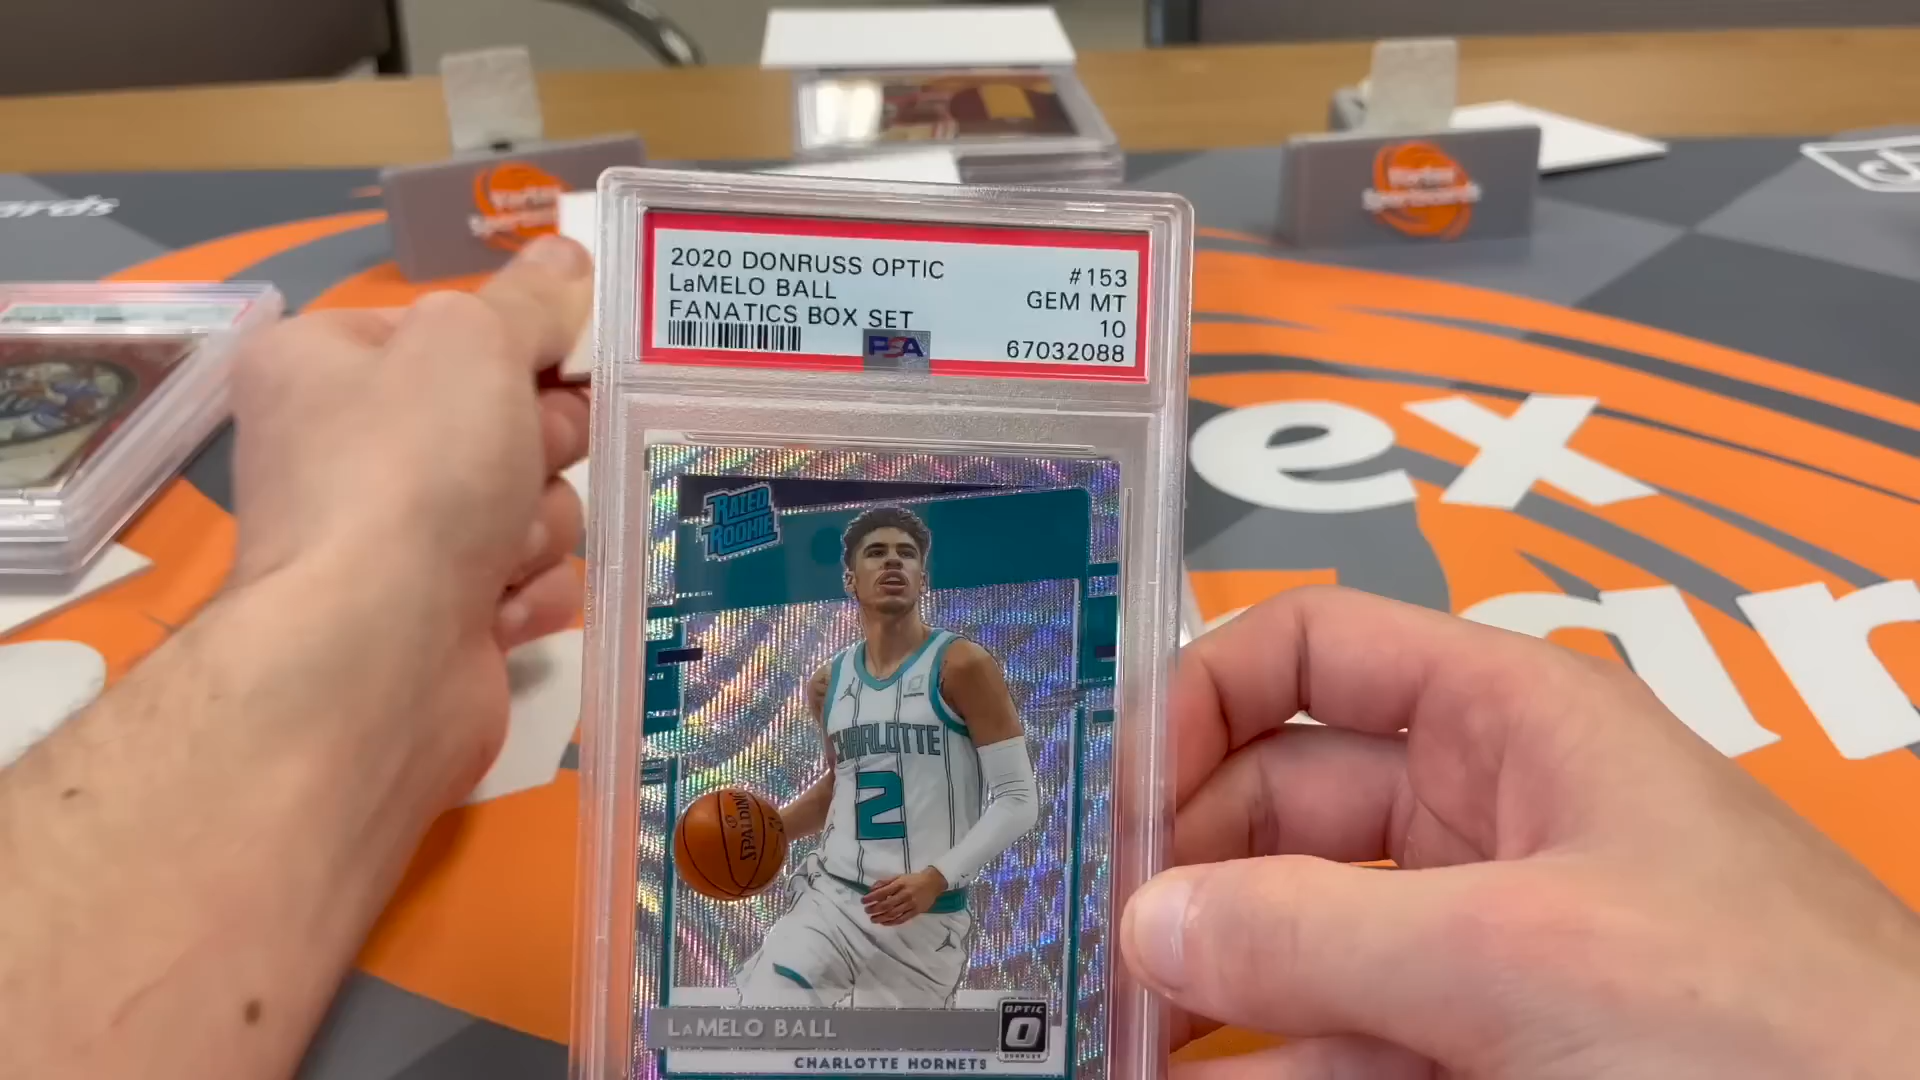 2020 DONRUSS OPTIC #153
LaMELO BALL GEM MT
FANATICS BOX SET 10
PSA 67032088
RATED
ROOKIE
CHARLOTTE
2
SPALDING
LAMELO BALL
OPTIC
DONRUSS
CHARLOTTE HORNETS
ards
ex